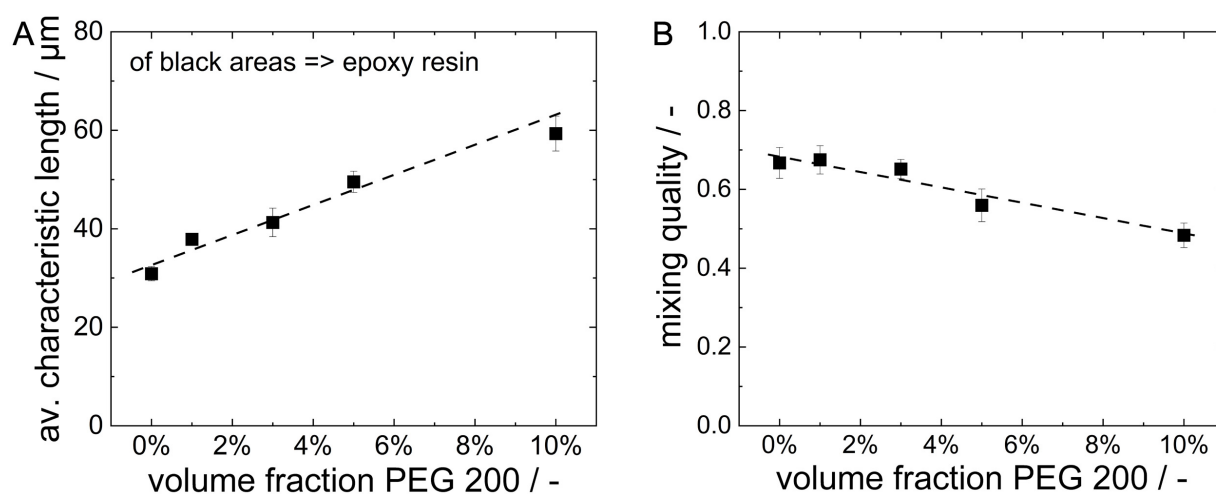 A
of black areas => epoxy resin
av. characteristic length / µm
80
60
40
20
0
0% 2% 4% 6% 8% 10%
volume fraction PEG 200 / -
B
mixing quality / -
1.0
0.8
0.6
0.4
0.2
0.0
0% 2% 4% 6% 8% 10%
volume fraction PEG 200 / -